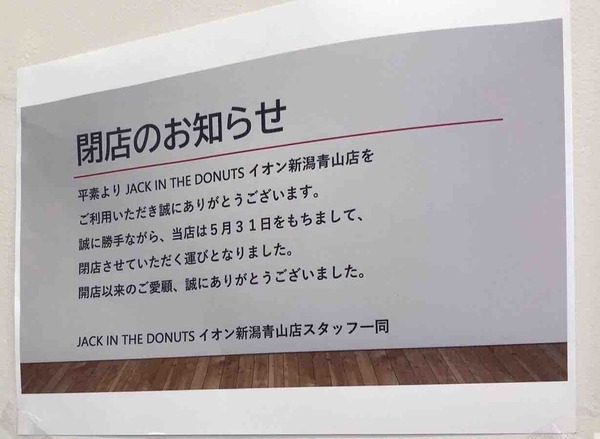 閉店のお知らせ
平素より JACK IN THE DONUTS イオン新潟青山店を
ご利用いただき誠にありがとうございます。
誠に勝手ながら、当店は５月３１日をもちまして、
閉店させていただく運びとなりました。
開店以来のご愛顧、誠にありがとうございました。
JACK IN THE DONUTS イオン新潟青山店スタッフ一同